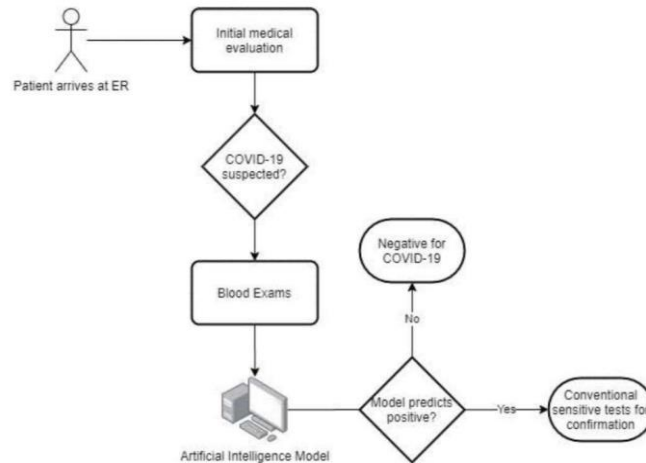 Initial medical
evaluation
Patient arrives at ER
COVID-19
suspected?
Negative for
COVID-19
Blood Exams
No
Model predicts
positive?
Yes
Conventional
sensitive tests for
confirmation
Artificial Intelligence Model